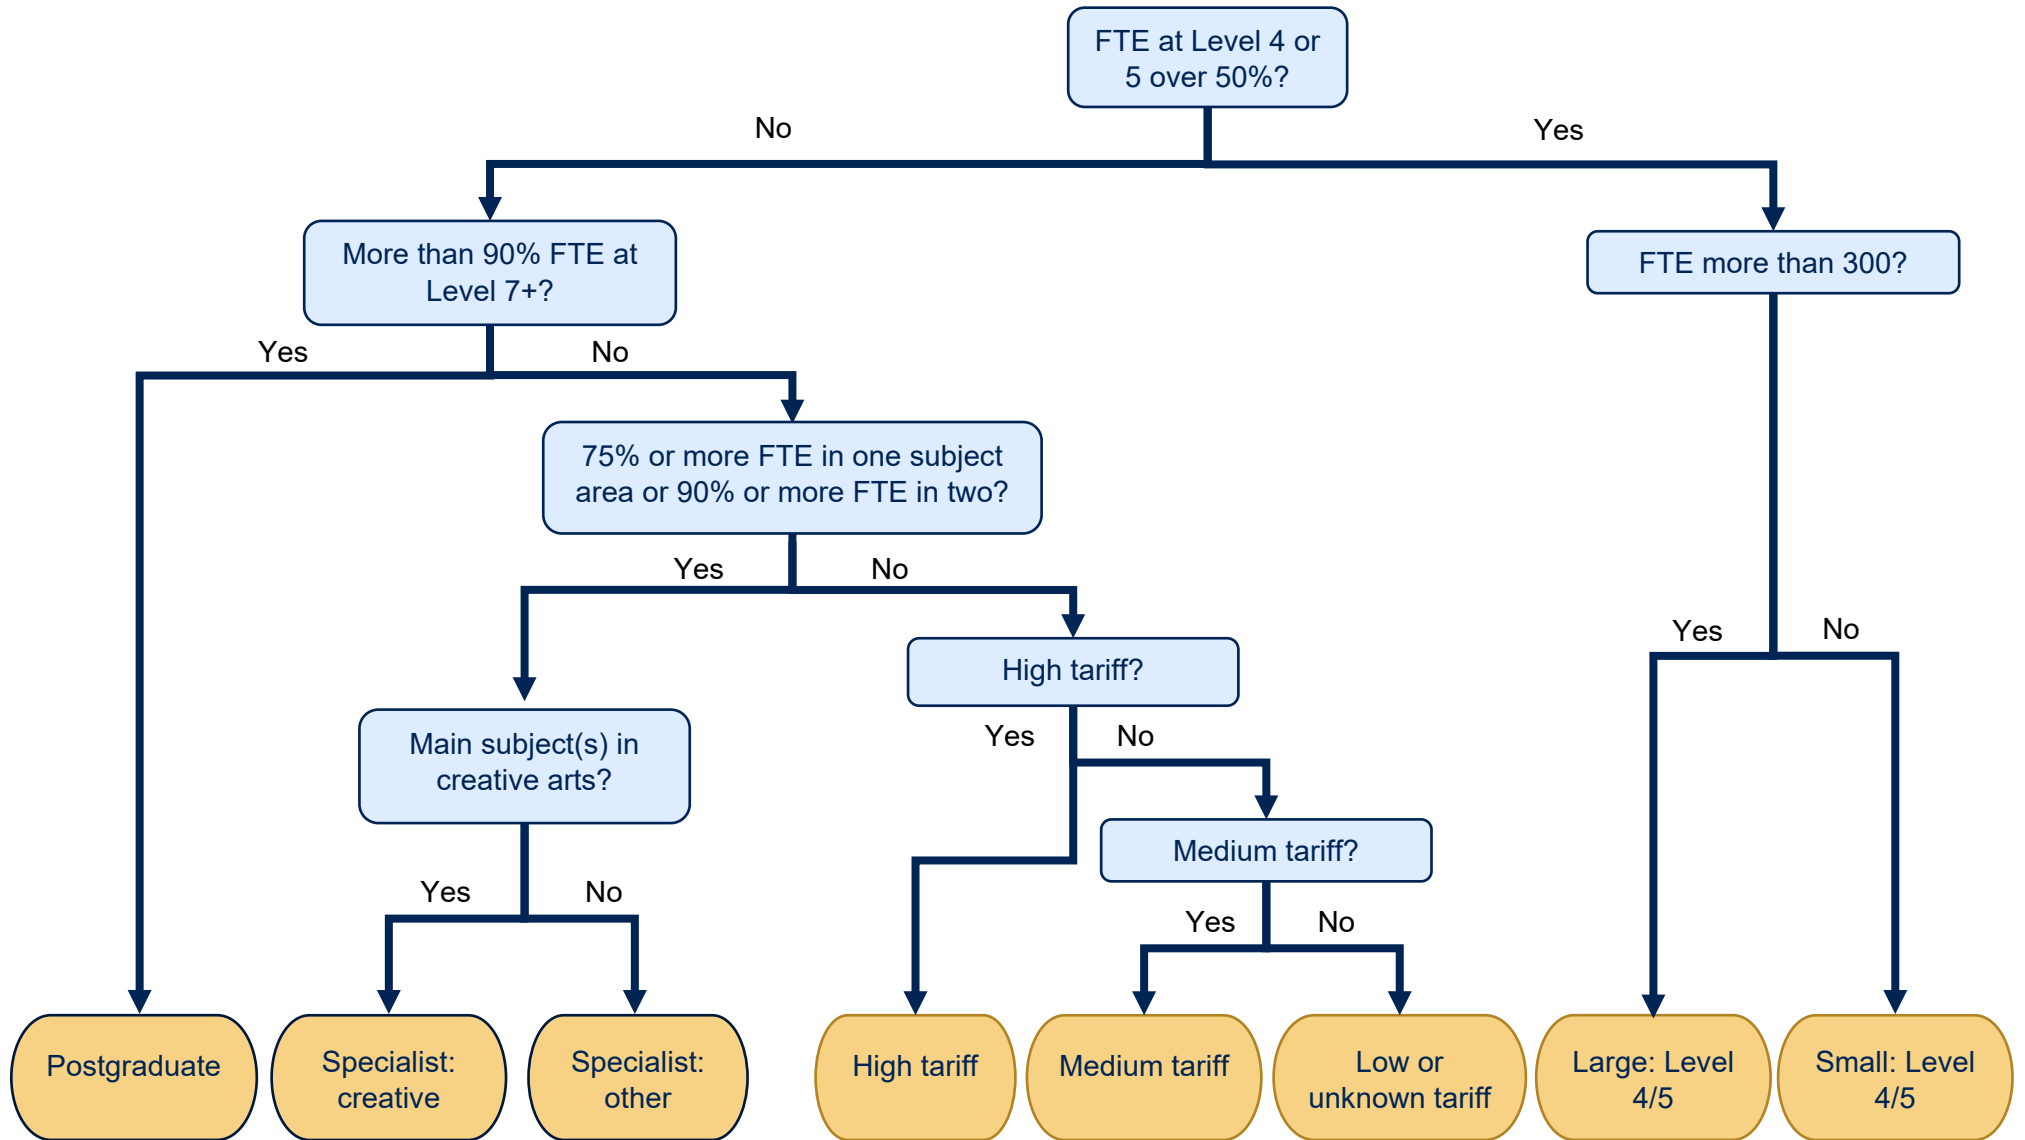 FTE at Level 4 or
5 over 50%?
No
Yes
More than 90% FTE at
Level 7+?
FTE more than 300?
Yes
No
75% or more FTE in one subject
area or 90% or more FTE in two?
Yes
No
High tariff?
Yes
No
Main subject(s) in
creative arts?
Yes
No
Medium tariff?
Yes
No
Yes
No
Postgraduate
Specialist:
creative
Specialist:
other
High tariff
Medium tariff
Low or
unknown tariff
Large: Level
4/5
Small: Level
4/5